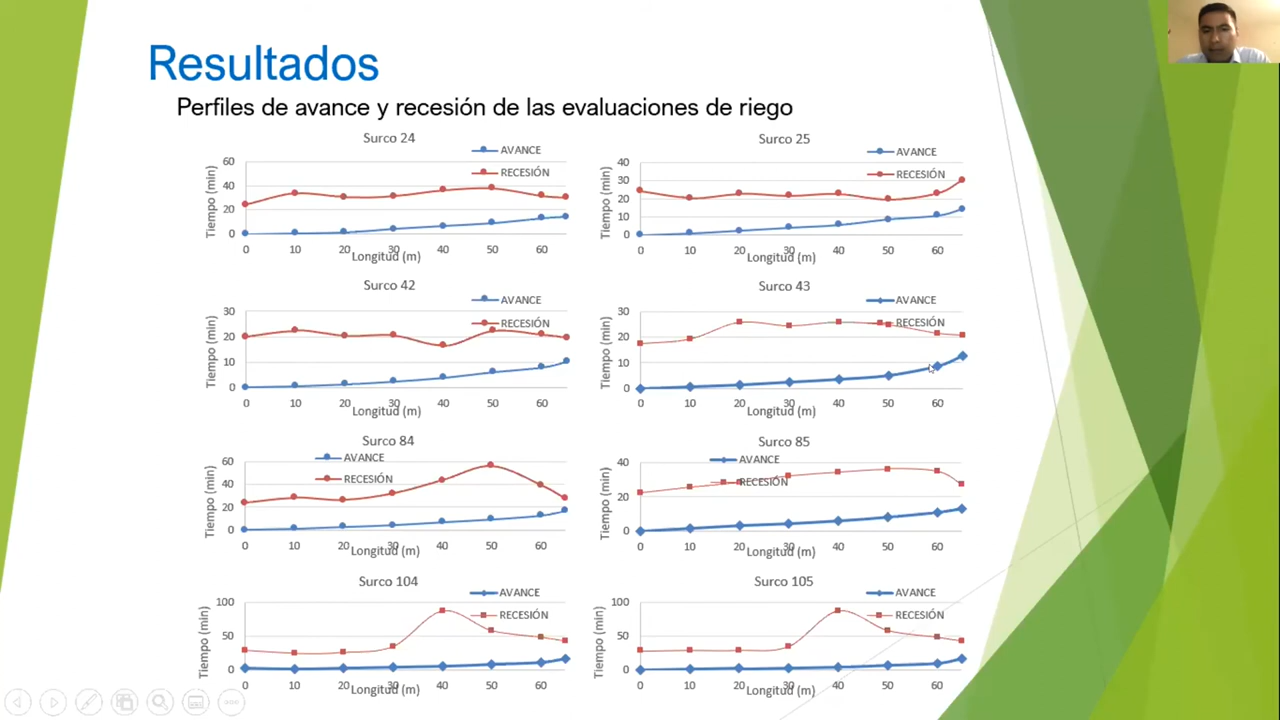 Resultados
Perfiles de avance y recesión de las evaluaciones de riego
Surco 24
AVANCE
RECESIÓN
Tiempo (min)
60
40
20
0
0 10 20 30 40 50 60
Longitud (m)
Surco 25
AVANCE
RECESIÓN
Tiempo (min)
40
30
20
10
0
0 10 20 30 40 50 60
Longitud (m)
Surco 42
AVANCE
RECESIÓN
Tiempo (min)
30
20
10
0
0 10 20 30 40 50 60
Longitud (m)
Surco 43
AVANCE
RECESIÓN
Tiempo (min)
30
20
10
0
0 10 20 30 40 50 60
Longitud (m)
Surco 84
AVANCE
RECESIÓN
Tiempo (min)
60
40
20
0
0 10 20 30 40 50 60
Longitud (m)
Surco 85
AVANCE
RECESIÓN
Tiempo (min)
40
20
0
0 10 20 30 40 50 60
Longitud (m)
Surco 104
AVANCE
RECESIÓN
Tiempo (min)
100
50
0
0 10 20 30 40 50 60
Longitud (m)
Surco 105
AVANCE
RECESIÓN
Tiempo (min)
100
50
0
0 10 20 30 40 50 60
Longitud (m)